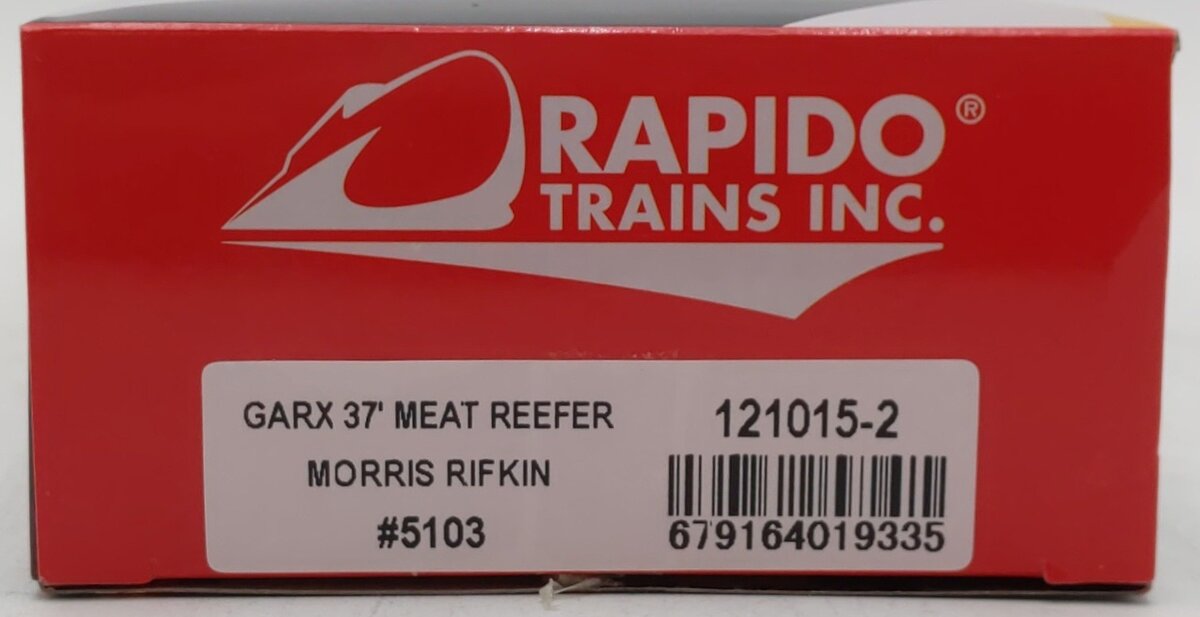 RAPIDO®
TRAINS INC.
GARX 37' MEAT REEFER
MORRIS RIFKIN
#5103
121015-2
679164019335